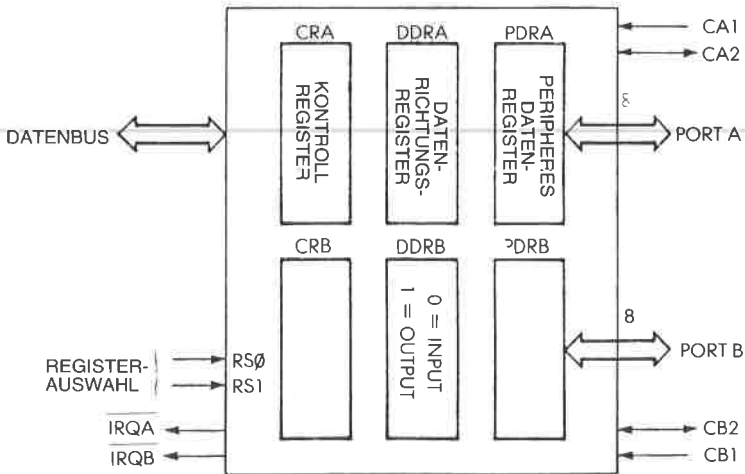 CRA DDRA PDRA
CA1
CA2
KONTROLL
REGISTER
DATEN-
RICHTUNGS-
REGISTER
PERIPHERES
DATEN-
REGISTER
8
DATENBUS
PORT A
CRB DDRB PDRB
0 = INPUT
1 = OUTPUT
8
PORT B
REGISTER-
AUSWAHL
RSØ
RS1
IRQA
IRQB
CB2
CB1